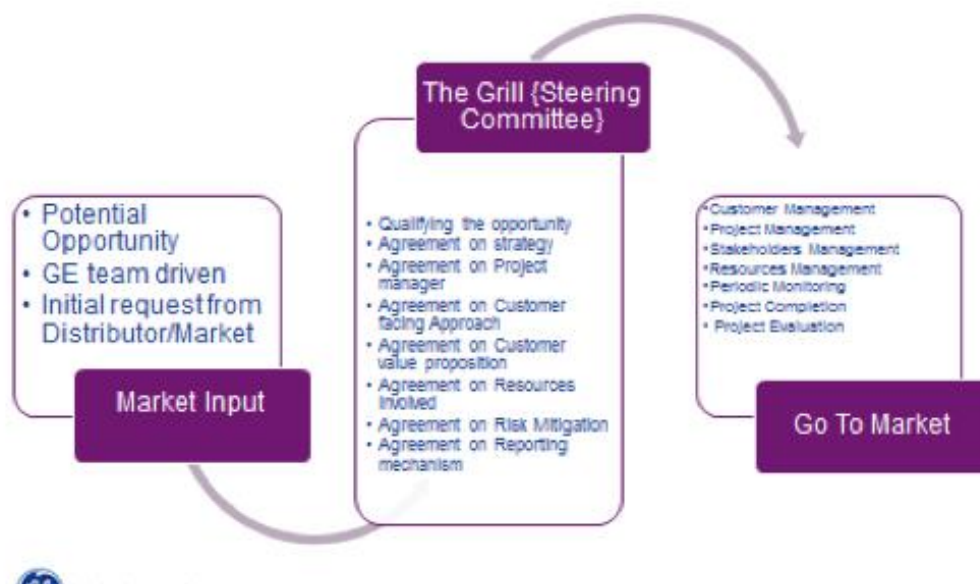 • Potential
Opportunity
• GE team driven
• Initial request from
Distributor/Market
Market Input
The Grill {Steering
Committee}
• Qualifying the opportunity
• Agreement on strategy
• Agreement on Project
manager
• Agreement on Customer
facing Approach
• Agreement on Customer
value proposition
• Agreement on Resources
Involved
• Agreement on Risk Mitigation
• Agreement on Reporting
mechanism
•Customer Management
•Project Management
•Stakeholders Management
•Resources Management
•Periodic Monitoring
•Project Completion
• Project Evaluation
Go To Market